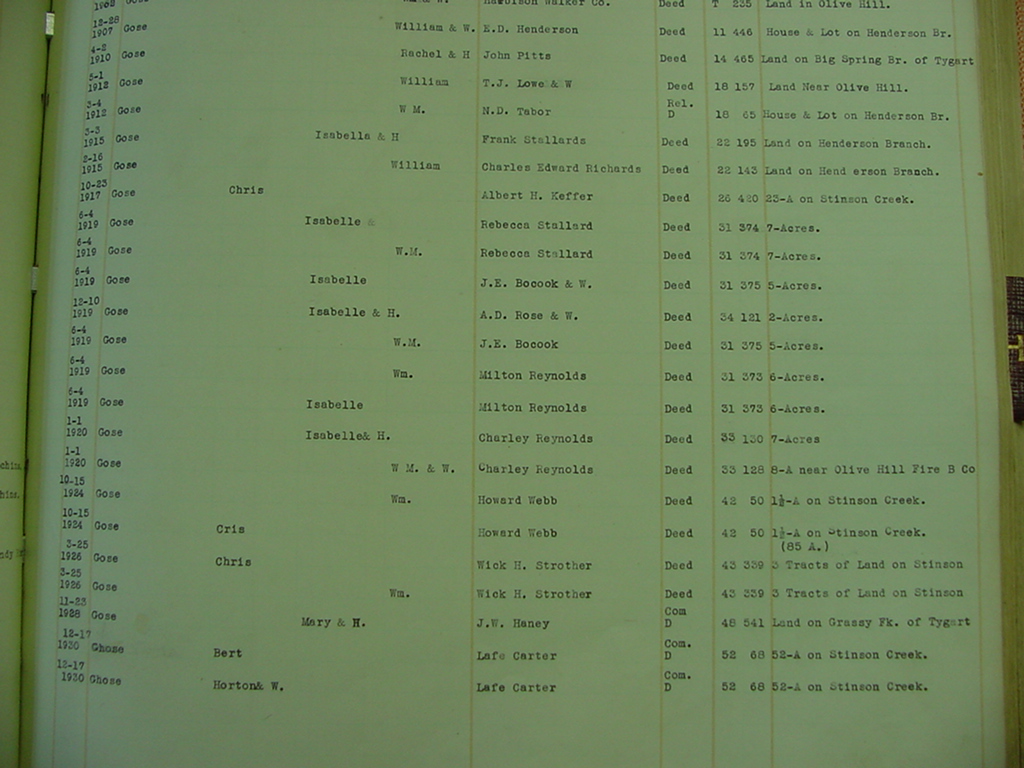 1908 Gose Harbison Walker Co. Deed T 235 Land in Olive Hill.
12-28
1907 Gose William & W. E.D. Henderson Deed 11 446 House & Lot on Henderson Br.
4-2
1910 Gose Rachel & H John Pitts Deed 14 465 Land on Big Spring Br. of Tygart
5-1
1912 Gose William T.J. Lowe & W Deed 18 157 Land Near Olive Hill.
3-4 Rel.
1912 Gose W M. N.D. Tabor D 18 65 House & Lot on Henderson Br.
3-3
1915 Gose Isabella & H Frank Stallards Deed 22 195 Land on Henderson Branch.
2-16
1915 Gose William Charles Edward Richards Deed 22 143 Land on Hend erson Branch.
10-23
1917 Gose Chris Albert H. Keffer Deed 26 420 23-A on Stinson Creek.
6-4
1919 Gose Isabelle & Rebecca Stallard Deed 31 374 7-Acres.
6-4
1919 Gose W.M. Rebecca Stallard Deed 31 374 7-Acres.
6-4
1919 Gose Isabelle J.E. Bocook & W. Deed 31 375 5-Acres.
12-10
1919 Gose Isabelle & H. A.D. Rose & W. Deed 34 121 2-Acres.
6-4
1919 Gose W.M. J.E. Bocook Deed 31 375 5-Acres.
6-4
1919 Gose Wm. Milton Reynolds Deed 31 373 6-Acres.
6-4
1919 Gose Isabelle Milton Reynolds Deed 31 373 6-Acres.
1-1
1920 Gose Isabelle& H. Charley Reynolds Deed 33 130 7-Acres
1-1
1920 Gose W M. & W. Charley Reynolds Deed 33 128 8-A near Olive Hill Fire B Co
10-15
1924 Gose Wm. Howard Webb Deed 42 50 1½-A on Stinson Creek.
10-15
1924 Gose Cris Howard Webb Deed 42 50 1½-A on Stinson Creek.
3-25 (85 A.)
1926 Gose Chris Wick H. Strother Deed 43 339 3 Tracts of Land on Stinson
3-25
1926 Gose Wm. Wick H. Strother Deed 43 339 3 Tracts of Land on Stinson
11-23 Com
1928 Gose Mary & H. J.W. Haney D 48 541 Land on Grassy Fk. of Tygart
12-17 Com.
1930 Ghose Bert Lafe Carter D 52 68 52-A on Stinson Creek.
12-17 Com.
1930 Ghose Horton& W. Lafe Carter D 52 68 52-A on Stinson Creek.